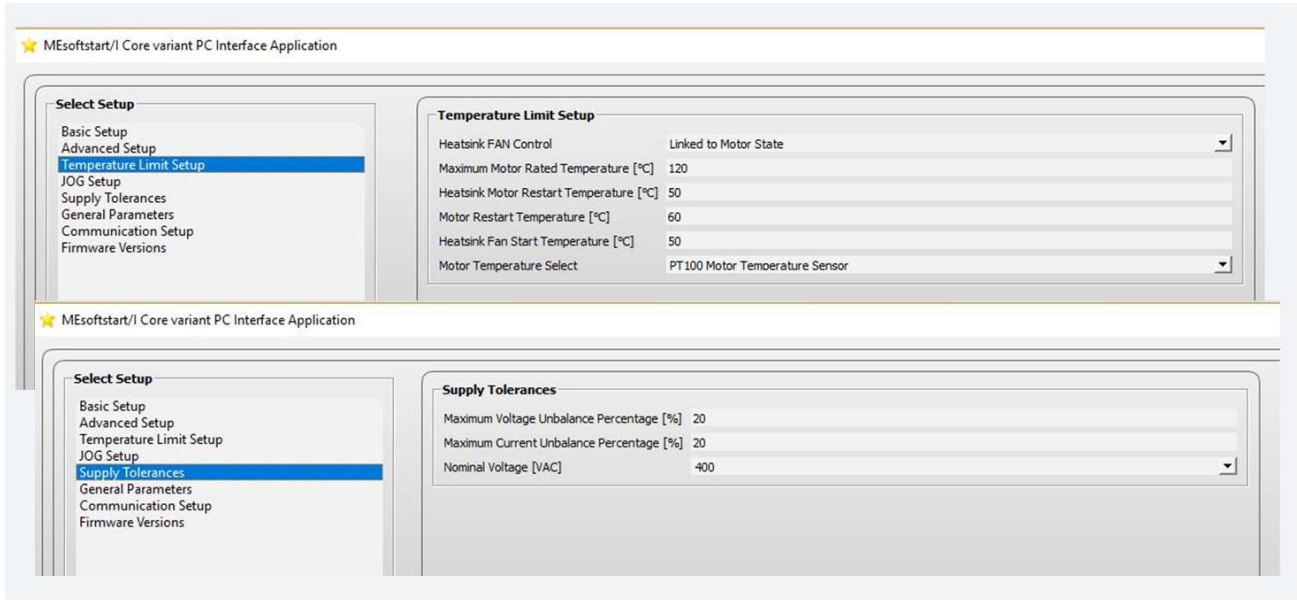 MEsoftstart/I Core variant PC Interface Application
Select Setup
Basic Setup
Advanced Setup
Temperature Limit Setup
JOG Setup
Supply Tolerances
General Parameters
Communication Setup
Firmware Versions
Temperature Limit Setup
Heatsink FAN Control Linked to Motor State
Maximum Motor Rated Temperature [°C] 120
Heatsink Motor Restart Temperature [°C] 50
Motor Restart Temperature [°C] 60
Heatsink Fan Start Temperature [°C] 50
Motor Temperature Select PT100 Motor Temperature Sensor
MEsoftstart/I Core variant PC Interface Application
Select Setup
Basic Setup
Advanced Setup
Temperature Limit Setup
JOG Setup
Supply Tolerances
General Parameters
Communication Setup
Firmware Versions
Supply Tolerances
Maximum Voltage Unbalance Percentage [%] 20
Maximum Current Unbalance Percentage [%] 20
Nominal Voltage [VAC] 400